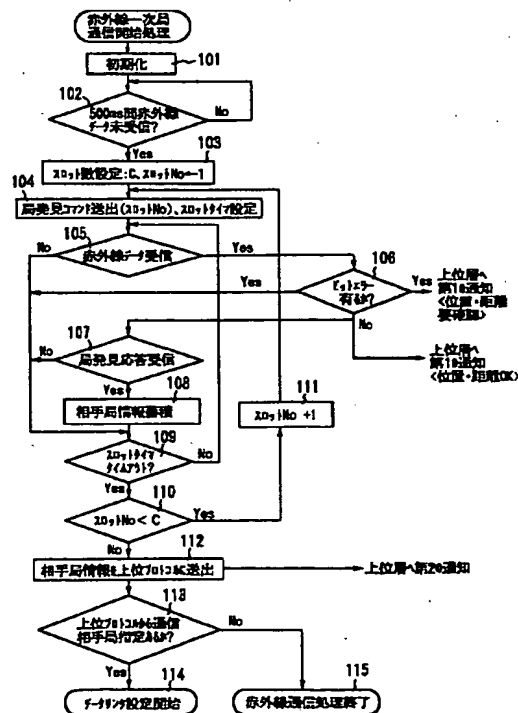 赤外線一次局
通信開始処理
初期化
101
102
500ms間赤外線
データ未受信?
No
Yes
103
スロット数設定:C、スロットNo←1
104
局発見コマンド送出(スロットNo)、スロットタイマ設定
105
No
赤外線データ受信
Yes
106
Yes
ビットエラー
有るか?
Yes
上位層へ
第1の通知
<位置・距離
要確認>
No
107
No
局発見応答受信
上位層へ
第1の通知
<位置・距離OK>
Yes
108
相手局情報蓄積
111
スロットNo +1
109
スロットタイマ
タイムアウト?
No
Yes
110
スロットNo < C
Yes
No
112
相手局情報を上位プロトコルに送出
上位層へ第2の通知
113
上位プロトコルから通信
相手局指定あるか?
No
Yes
114
データリンク設定開始
115
赤外線通信処理終了